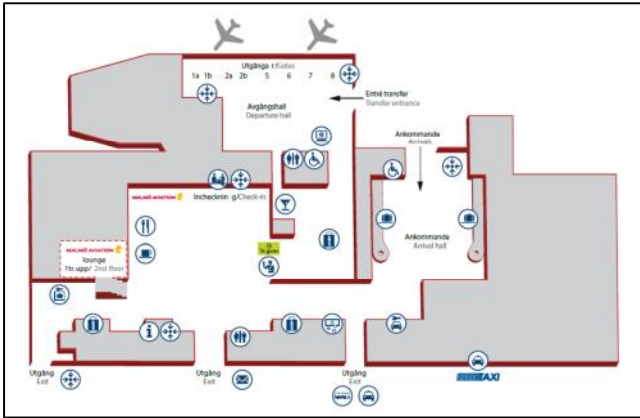 Utgångar/Gates
1a 1b 2a 2b 5 6 7 8
Entré transfer
Transfer entrance
Avgångshall
Departure hall
Ankommande
Arrivals
MALMÖ AVIATION
Incheckning/Check-in
Ankommande
Arrival hall
MALMÖ AVIATION
lounge
1tr.upp/ 2nd floor
Utgång
Exit
Utgång
Exit
Utgång
Exit
TAXI